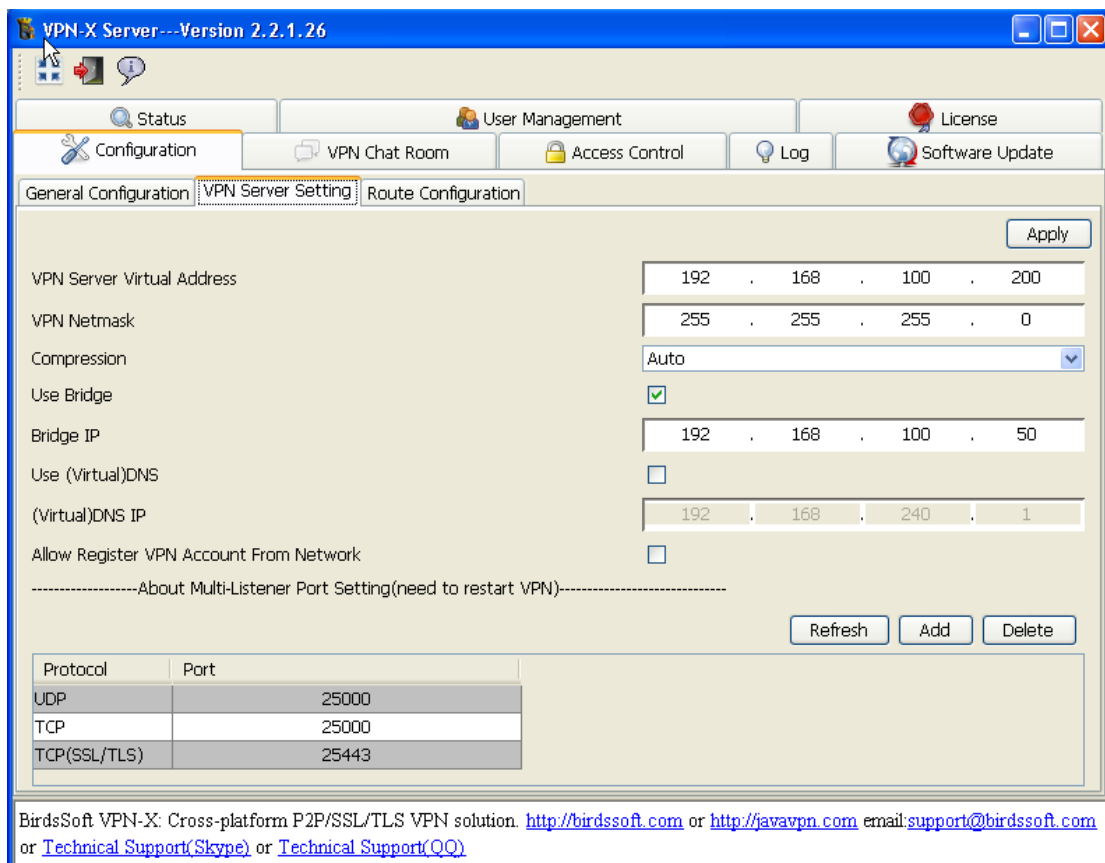 VPN-X Server---Version 2.2.1.26
Status User Management License
Configuration VPN Chat Room Access Control Log Software Update
General Configuration VPN Server Setting Route Configuration
Apply
VPN Server Virtual Address 192 . 168 . 100 . 200
VPN Netmask 255 . 255 . 255 . 0
Compression Auto
Use Bridge
Bridge IP 192 . 168 . 100 . 50
Use (Virtual)DNS
(Virtual)DNS IP 192 . 168 . 240 . 1
Allow Register VPN Account From Network
-------------------About Multi-Listener Port Setting(need to restart VPN)------------------------------
Refresh Add Delete
Protocol Port
UDP 25000
TCP 25000
TCP(SSL/TLS) 25443
BirdsSoft VPN-X: Cross-platform P2P/SSL/TLS VPN solution. http://birdssoft.com or http://javavpn.com email:support@birdssoft.com
or Technical Support(Skype) or Technical Support(QQ)